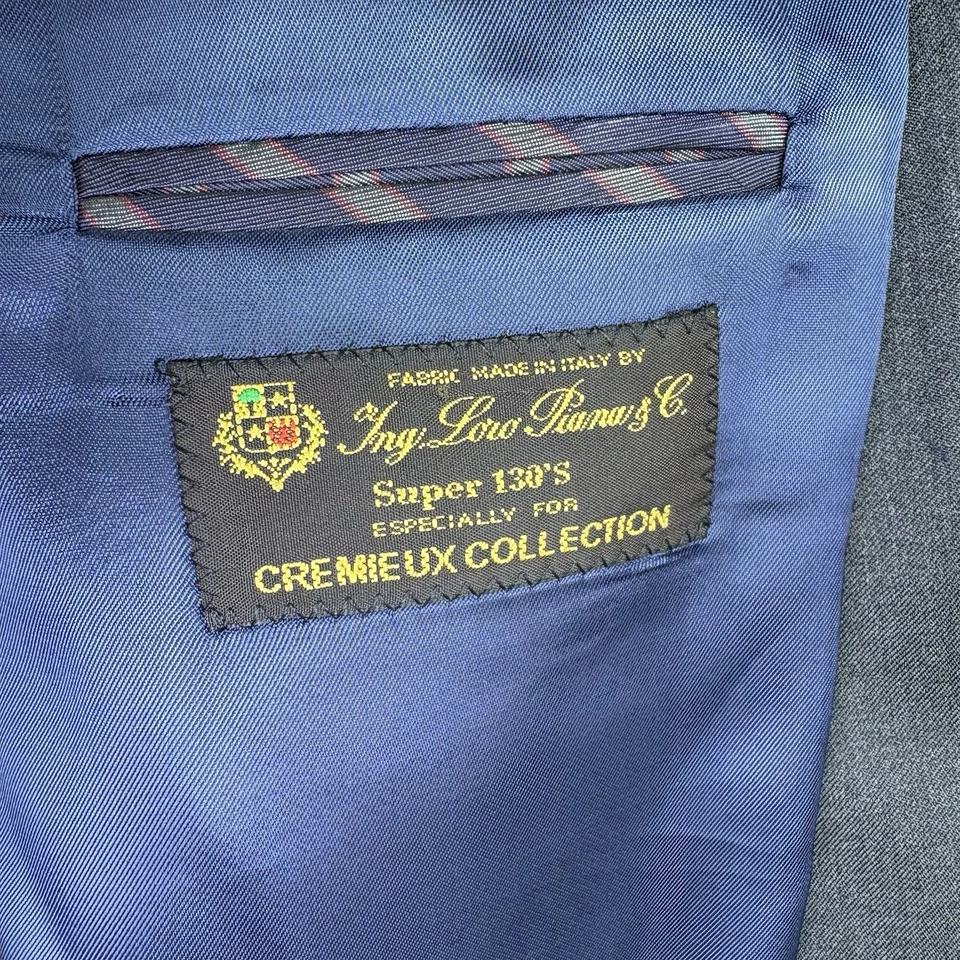 FABRIC MADE IN ITALY BY
Ing. Loro Piana & C.
Super 130'S
ESPECIALLY FOR
CREMIEUX COLLECTION